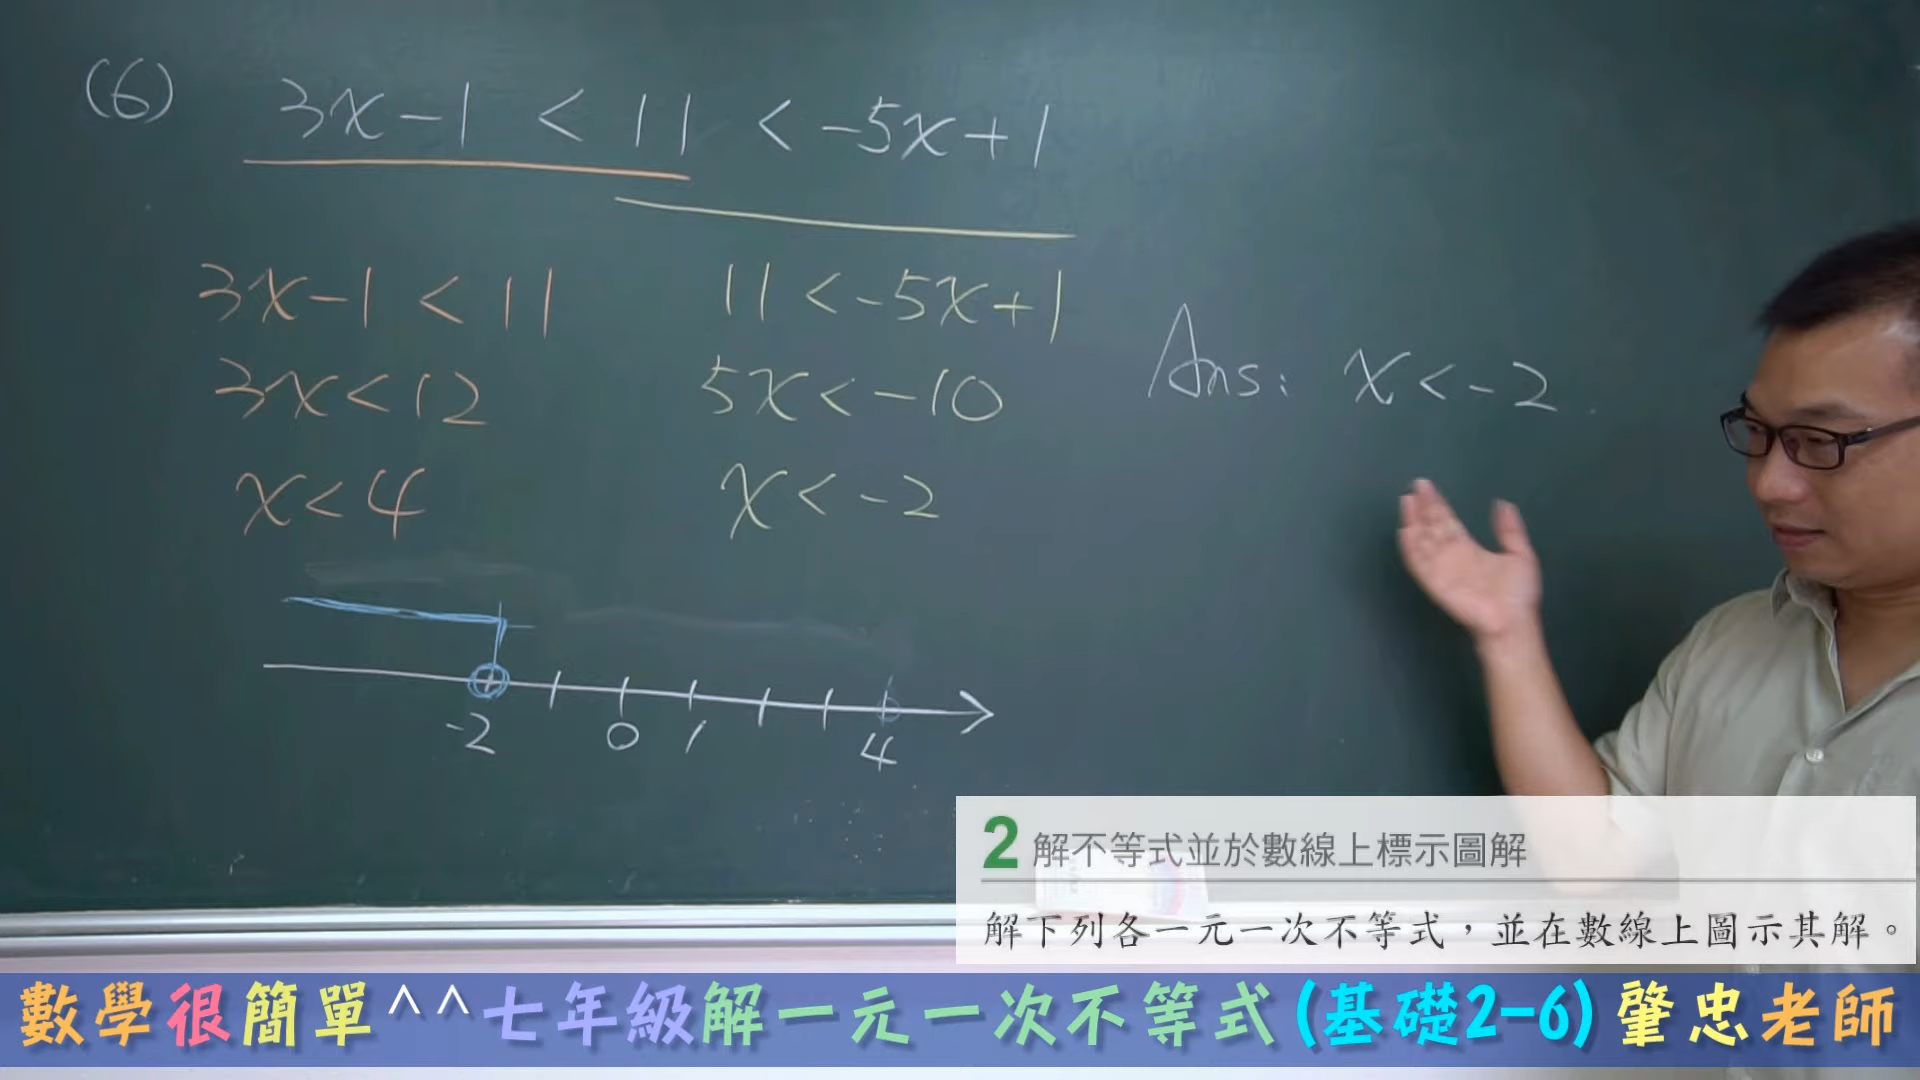 (6) 3x-1 < 11 < -5x+1
3x-1 < 11
3x<12
x<4
11<-5x+1
5x<-10
x<-2
Ans: x<-2.
-2 0 1 4
2 解不等式並於數線上標示圖解
解下列各一元一次不等式，並在數線上圖示其解。
數學很簡單^^七年級解一元一次不等式(基礎2-6)肇忠老師